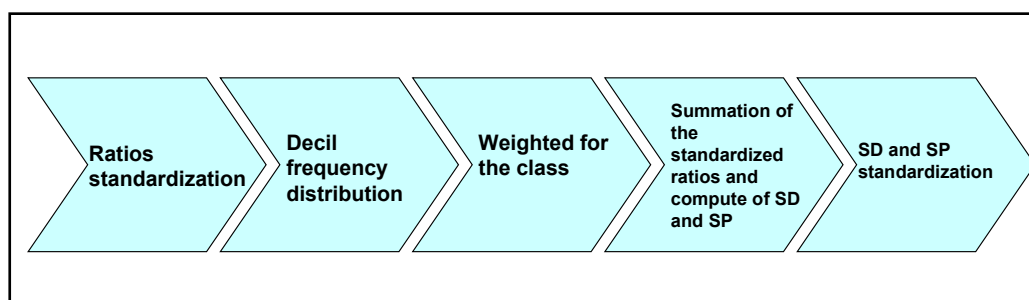 Ratios
standardization
Decil
frequency
distribution
Weighted for
the class
Summation of
the
standardized
ratios and
compute of SD
and SP
SD and SP
standardization